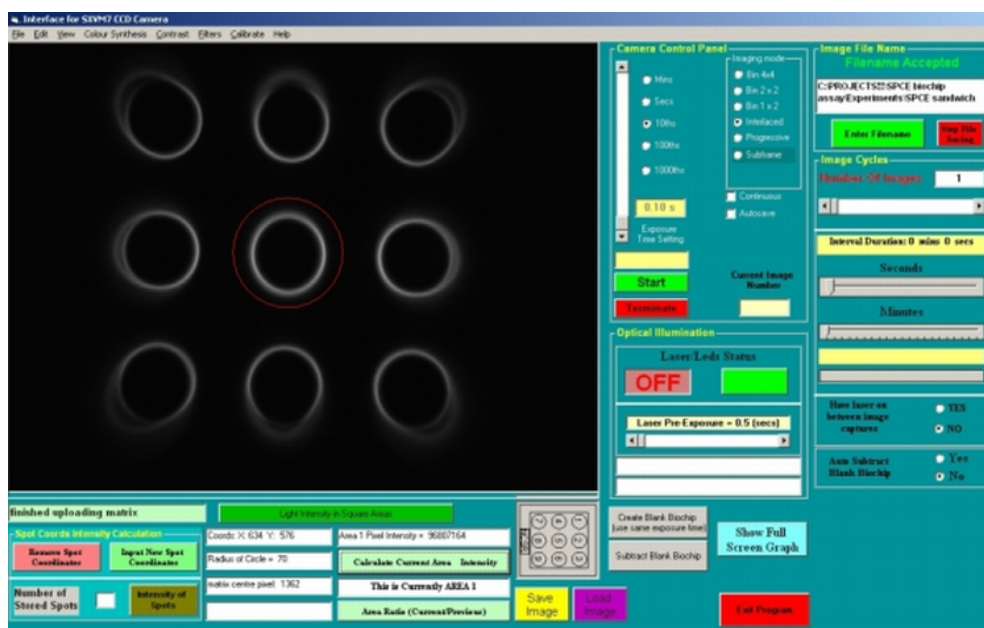 Interface for SXVM7 CCD Camera
File Edit View Colour Synthesis Contrast Filters Calibrate Help
Camera Control Panel
Mins
Secs
10ths
100ths
1000ths
0.10 s
Exposure
Time Setting
Start
Terminate
Imaging mode
Bin 4x4
Bin 2 x 2
Bin 1 x 2
Interlaced
Progressive
Subframe
Continuous
Autosave
Current Image
Number
Optical Illumination
Laser/Leds Status
OFF
Laser Pre-Exposure = 0.5 (secs)
Image File Name
Filename Accepted
C:\PROJECTS\!!!SPCE biochip
assay\Experiments\SPCE sandwich
Enter Filename
Stop File
Saving
Image Cycles
Number Of Images
1
Interval Duration: 0 mins 0 secs
Seconds
Minutes
Have laser on
between image
captures
YES
NO
Auto Subtract
Blank Biochip
Yes
No
finished uploading matrix
Light Intensity in Square Areas
Spot Coords Intensity Calculation
Remove Spot
Coordinates
Input New Spot
Coordinates
Number of
Stored Spots
Intensity of
Spots
Coords: X: 634 Y: 576
Radius of Circle = 70
matrix centre pixel: 1362
Area 1 Pixel Intensity = 96807164
Calculate Current Area Intensity
This is Currently AREA 1
Area Ratio (Current/Previous)
Save
Image
Load
Image
Create Blank Biochip
(use same exposure time)
Subtract Blank Biochip
Show Full
Screen Graph
Exit Program